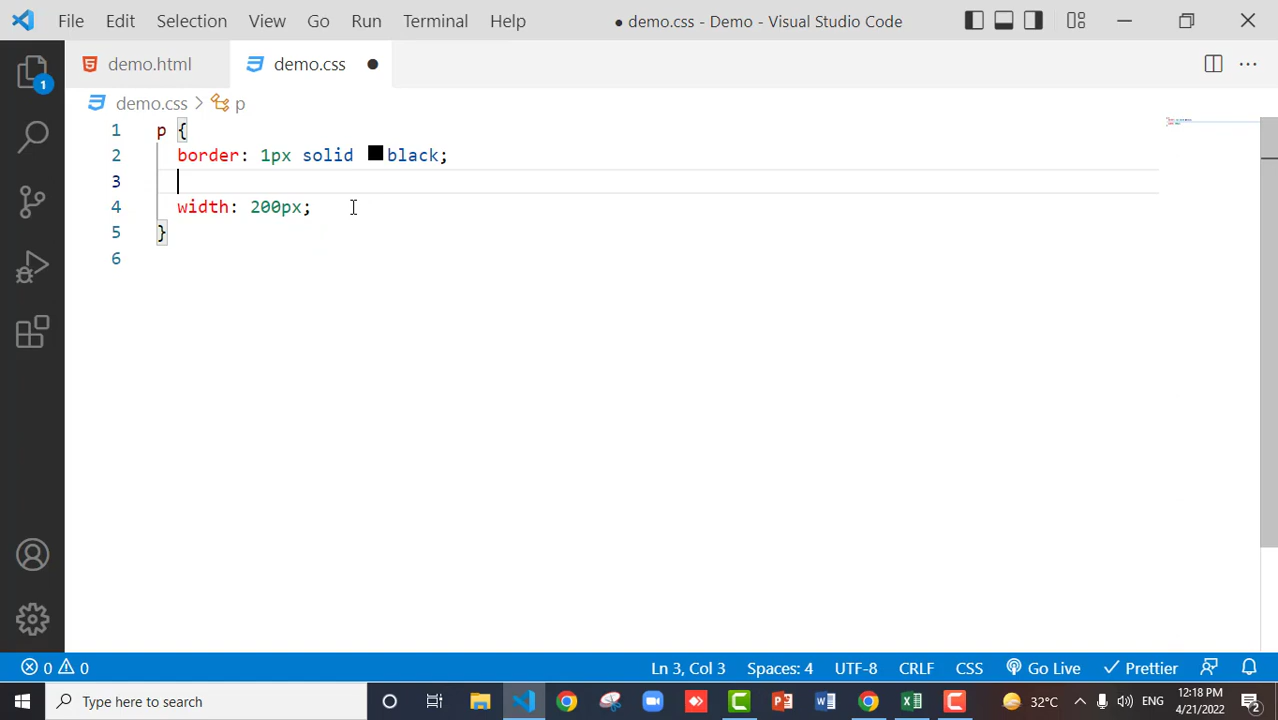 File Edit Selection View Go Run Terminal Help ● demo.css - Demo - Visual Studio Code
demo.html demo.css ●
demo.css > p
1 p {
2 border: 1px solid black;
3
4 width: 200px;
5 }
6
1
0 0 Ln 3, Col 3 Spaces: 4 UTF-8 CRLF CSS Go Live Prettier
Type here to search 32°C ENG 12:18 PM
4/21/2022 2